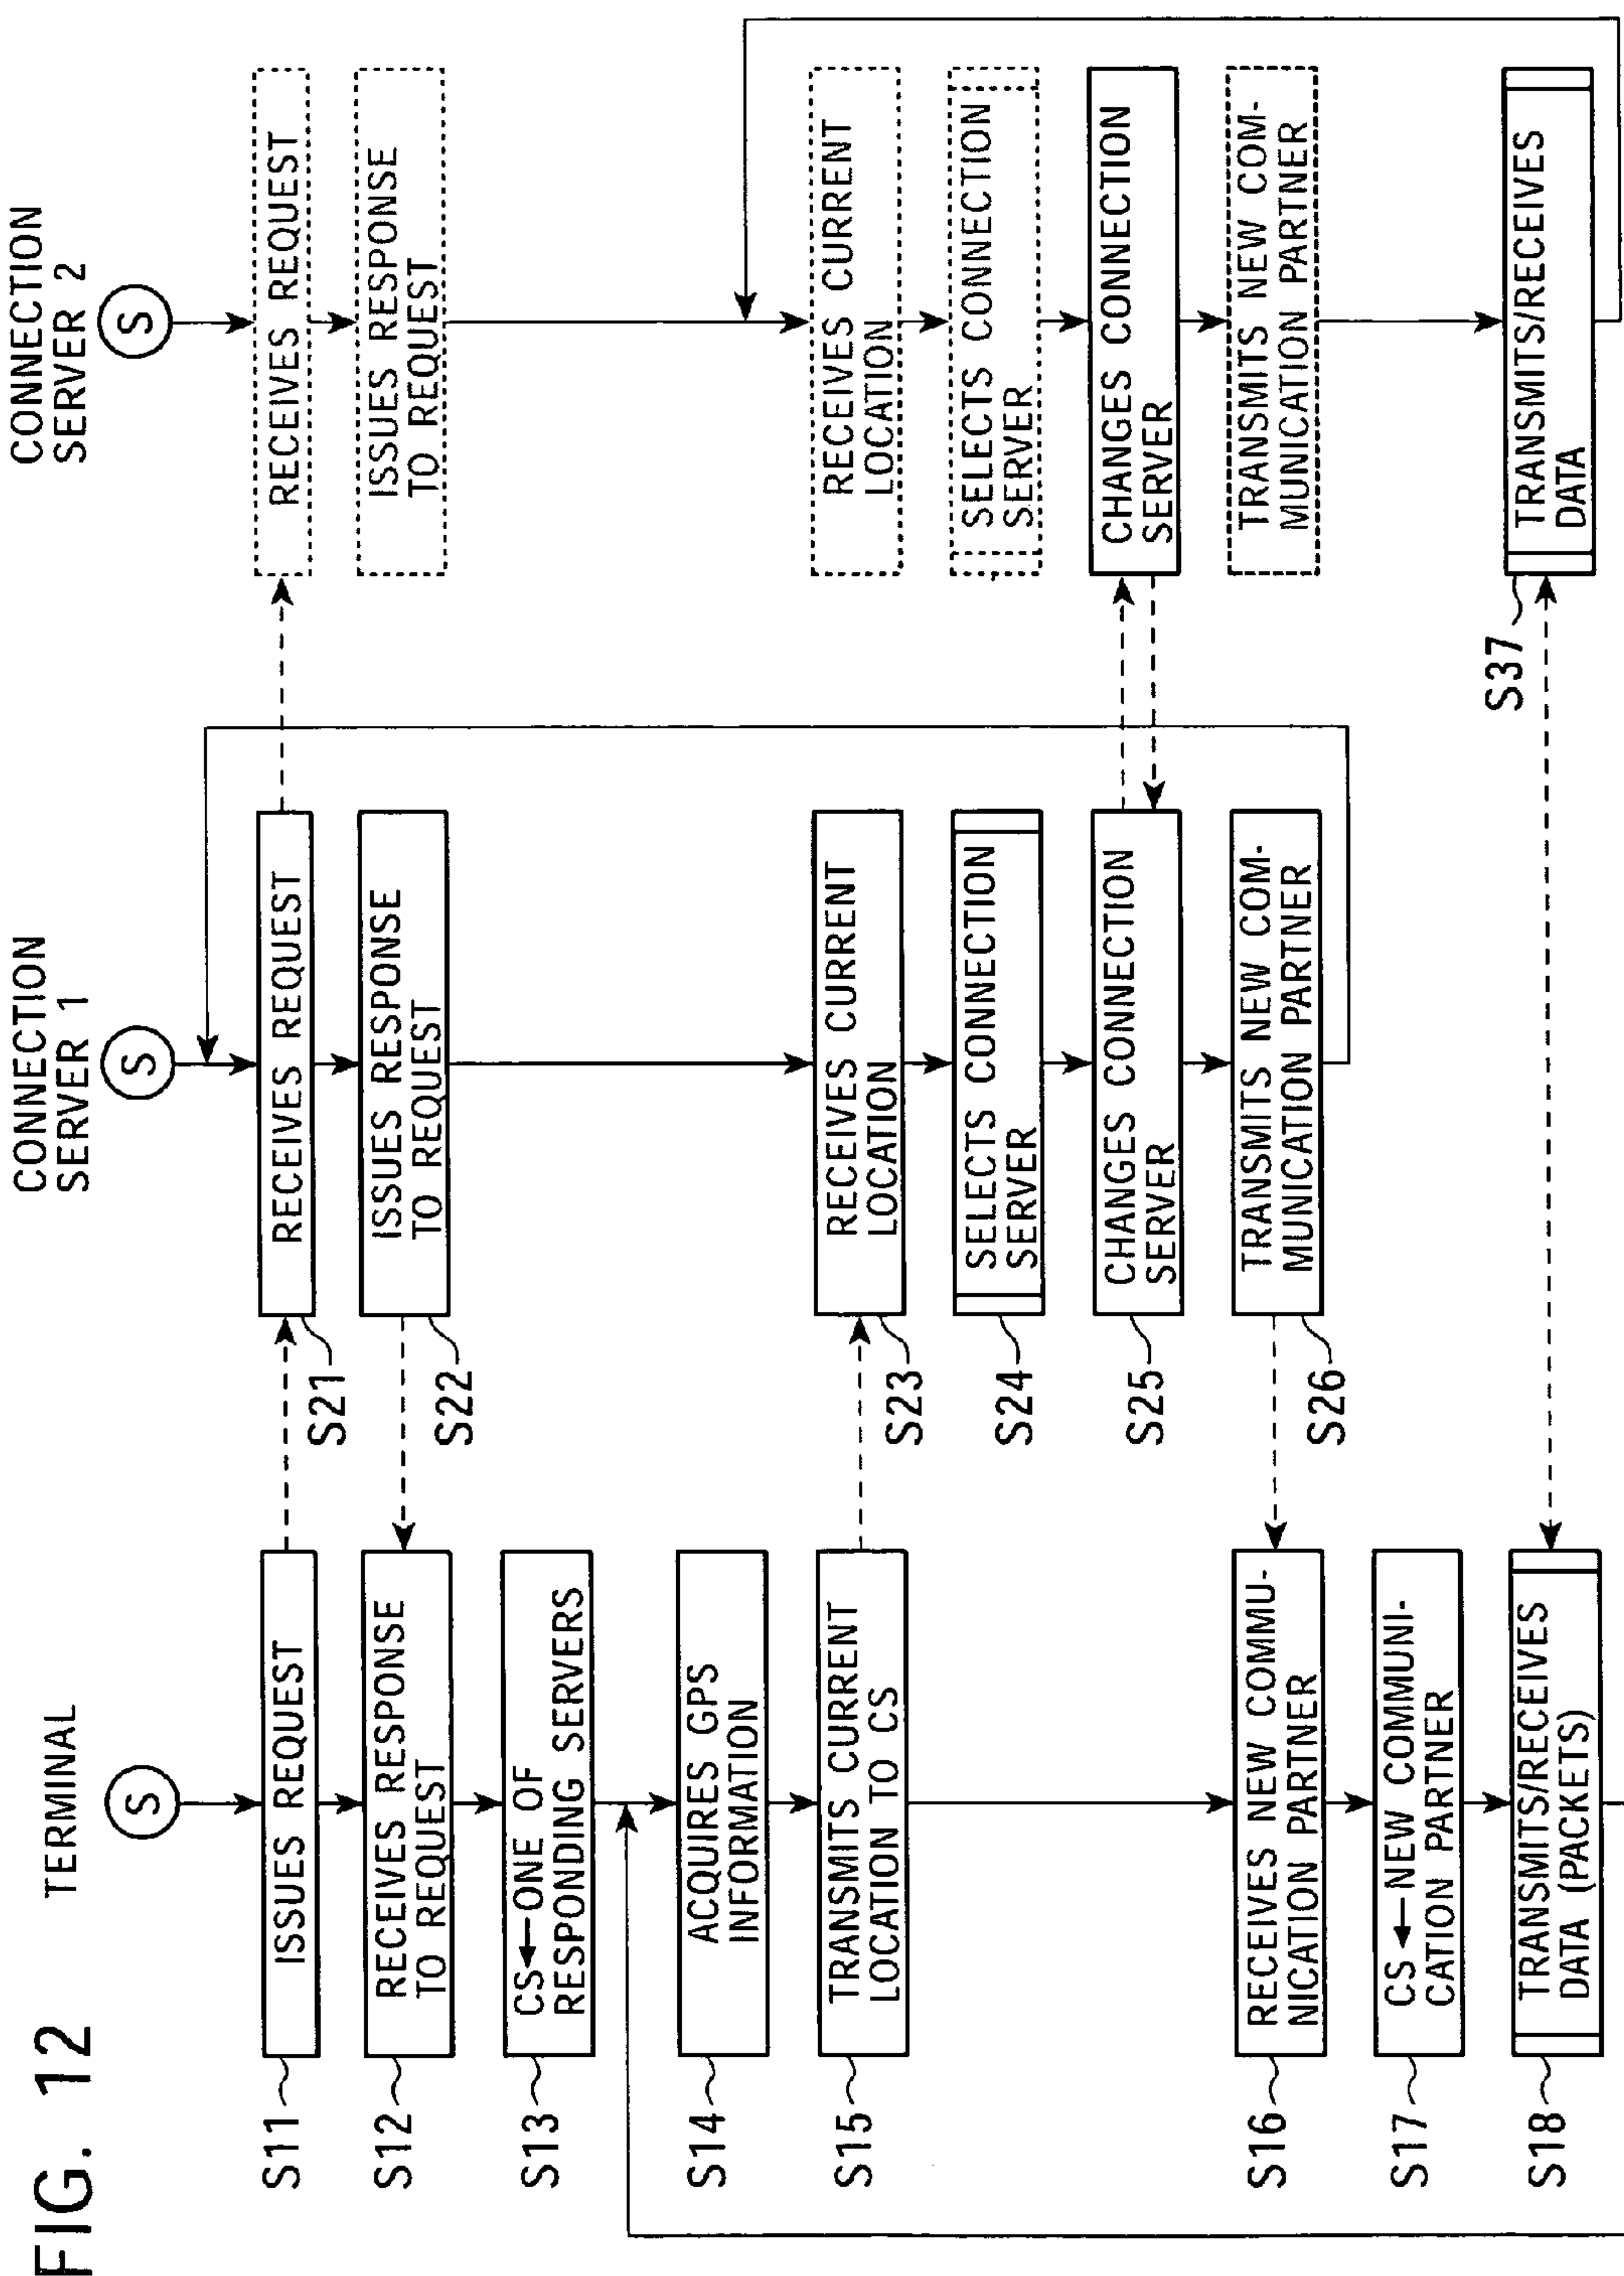 FIG. 12
TERMINAL
S
S11
ISSUES REQUEST
S12
RECEIVES RESPONSE
TO REQUEST
S13
CS←ONE OF
RESPONDING SERVERS
S14
ACQUIRES GPS
INFORMATION
S15
TRANSMITS CURRENT
LOCATION TO CS
S16
RECEIVES NEW COMMU-
NICATION PARTNER
S17
CS←NEW COMMUNI-
CATION PARTNER
S18
TRANSMITS/RECEIVES
DATA (PACKETS)
CONNECTION
SERVER 1
S
RECEIVES REQUEST
S21
ISSUES RESPONSE
TO REQUEST
S22
RECEIVES CURRENT
LOCATION
S23
SELECTS CONNECTION
SERVER
S24
CHANGES CONNECTION
SERVER
S25
TRANSMITS NEW COM-
MUNICATION PARTNER
S26
CONNECTION
SERVER 2
S
RECEIVES REQUEST
ISSUES RESPONSE
TO REQUEST
RECEIVES CURRENT
LOCATION
SELECTS CONNECTION
SERVER
CHANGES CONNECTION
SERVER
TRANSMITS NEW COM-
MUNICATION PARTNER
TRANSMITS/RECEIVES
DATA
S37